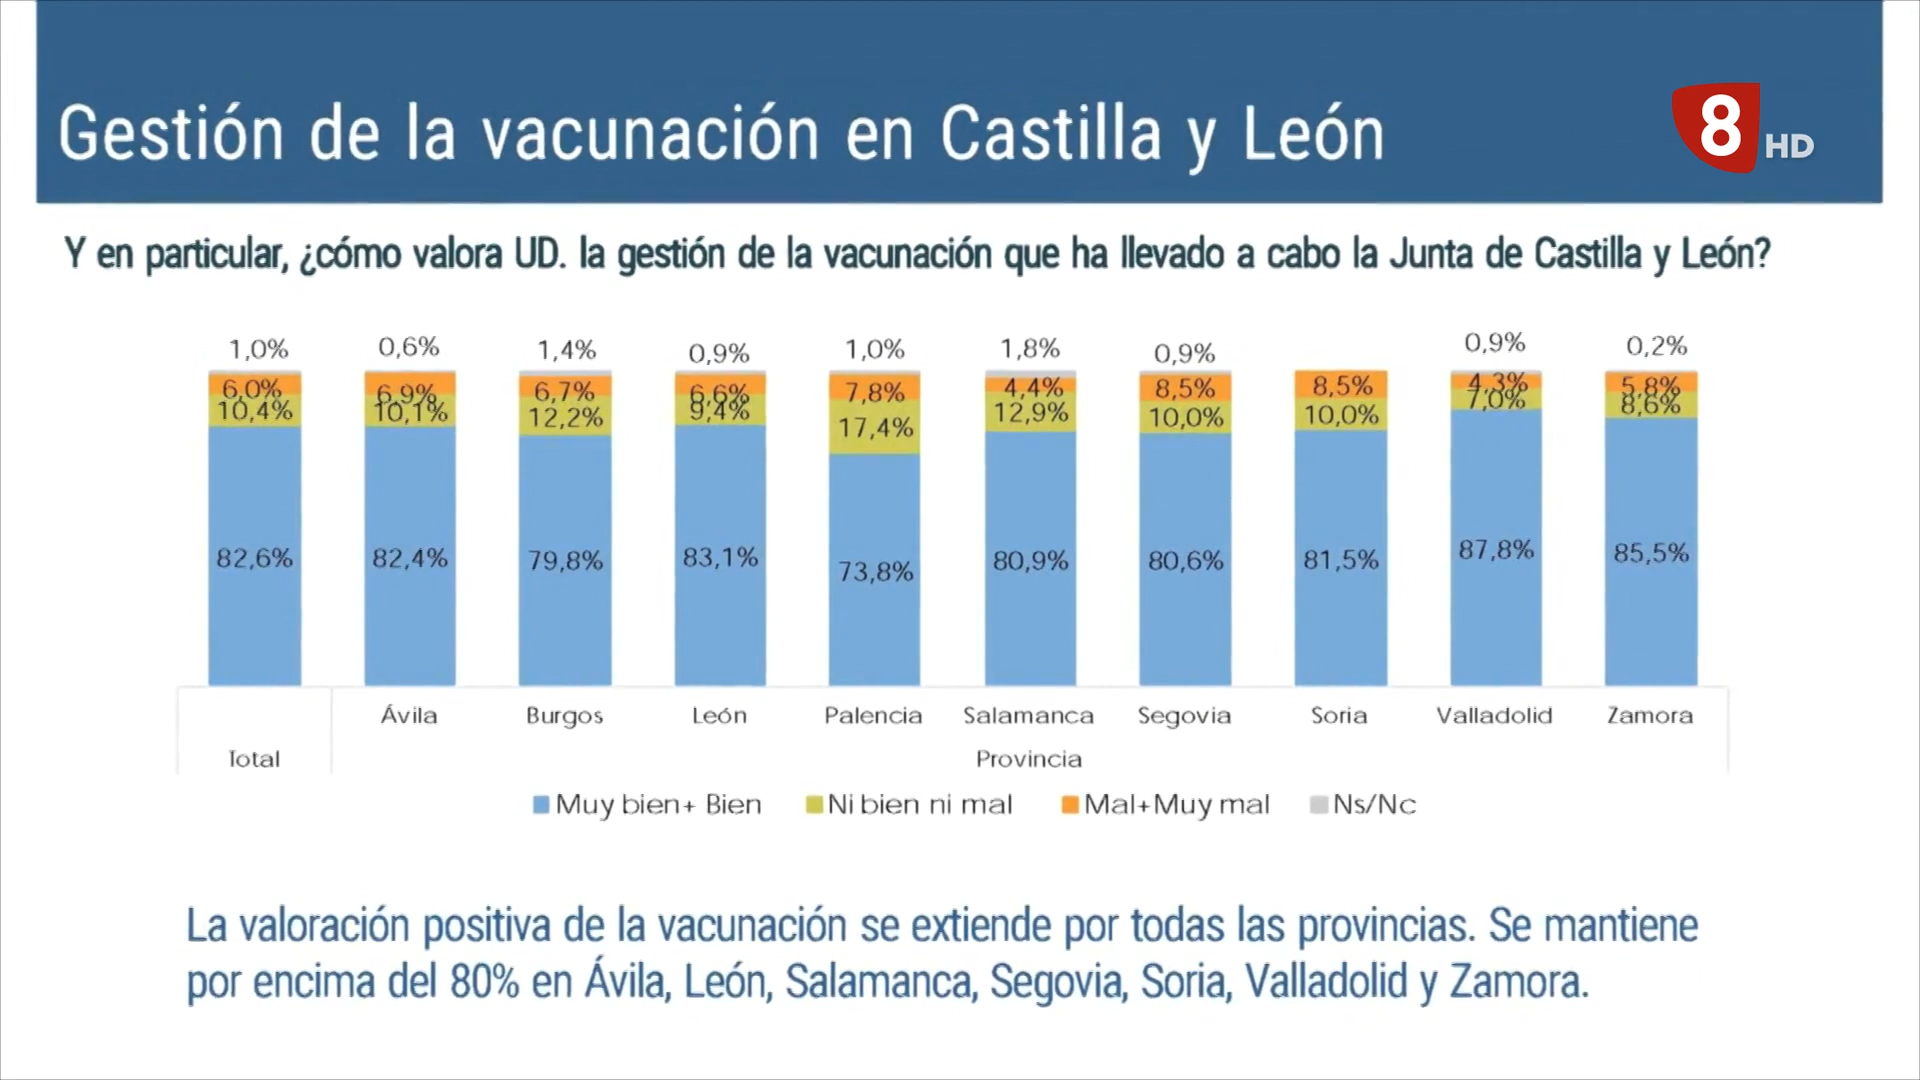 Gestión de la vacunación en Castilla y León
8 HD
Y en particular, ¿cómo valora UD. la gestión de la vacunación que ha llevado a cabo la Junta de Castilla y León?
1,0% 0,6% 1,4% 0,9% 1,0% 1,8% 0,9% 0,9% 0,2%
6,0% 6,9% 6,7% 6,6% 7,8% 4,4% 8,5% 8,5% 4,3% 5,8%
10,4% 10,1% 12,2% 9,4% 17,4% 12,9% 10,0% 10,0% 7,0% 8,6%
82,6% 82,4% 79,8% 83,1% 73,8% 80,9% 80,6% 81,5% 87,8% 85,5%
Ávila Burgos León Palencia Salamanca Segovia Soria Valladolid Zamora
Total Provincia
Muy bien+ Bien Ni bien ni mal Mal+Muy mal Ns/Nc
La valoración positiva de la vacunación se extiende por todas las provincias. Se mantiene
por encima del 80% en Ávila, León, Salamanca, Segovia, Soria, Valladolid y Zamora.